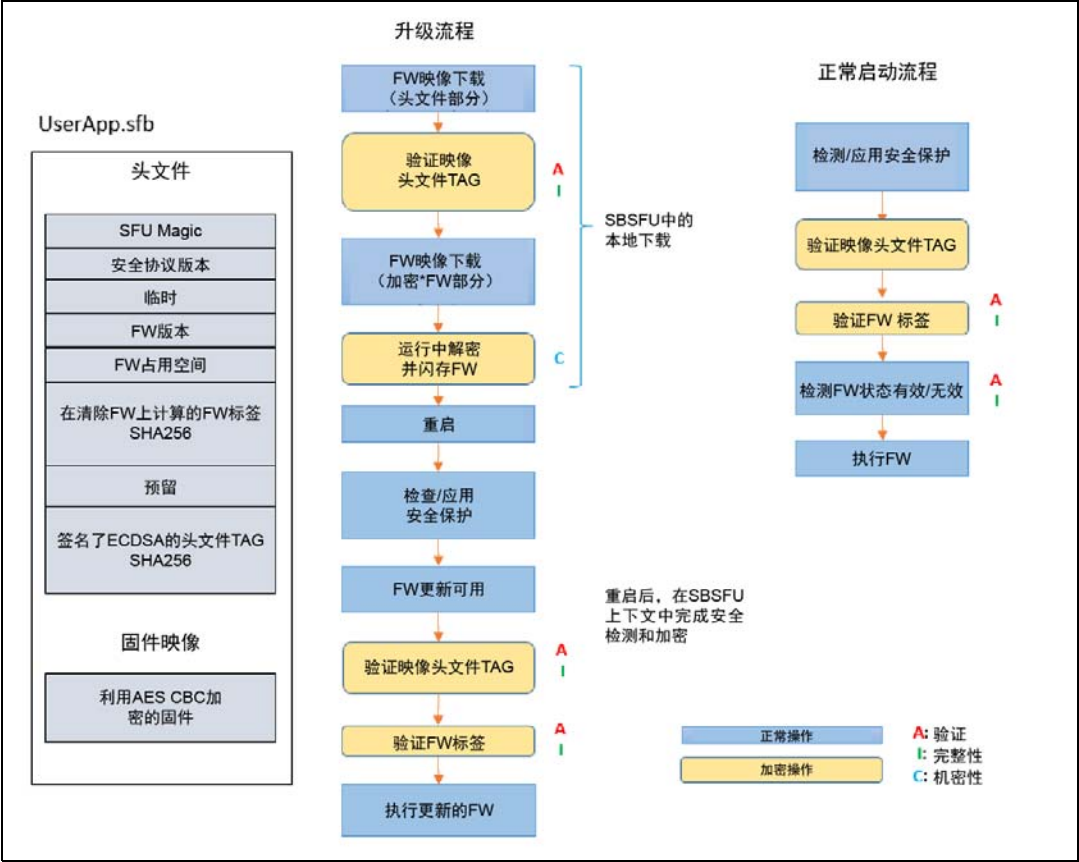 升级流程
正常启动流程
UserApp.sfb
头文件
SFU Magic
安全协议版本
临时
FW版本
FW占用空间
在清除FW上计算的FW标签
SHA256
预留
签名了ECDSA的头文件TAG
SHA256
固件映像
利用AES CBC加
密的固件
FW映像下载
（头文件部分）
验证映像
头文件TAG
A
I
FW映像下载
（加密*FW部分）
运行中解密
并闪存FW
C
SBSFU中的
本地下载
重启
检查/应用
安全保护
FW更新可用
重启后，在SBSFU
上下文中完成安全
检测和加密
验证映像头文件TAG
A
I
验证FW标签
A
I
执行更新的FW
检测/应用安全保护
验证映像头文件TAG
验证FW 标签
A
I
检测FW状态有效/无效
A
I
执行FW
正常操作
加密操作
A: 验证
I: 完整性
C: 机密性